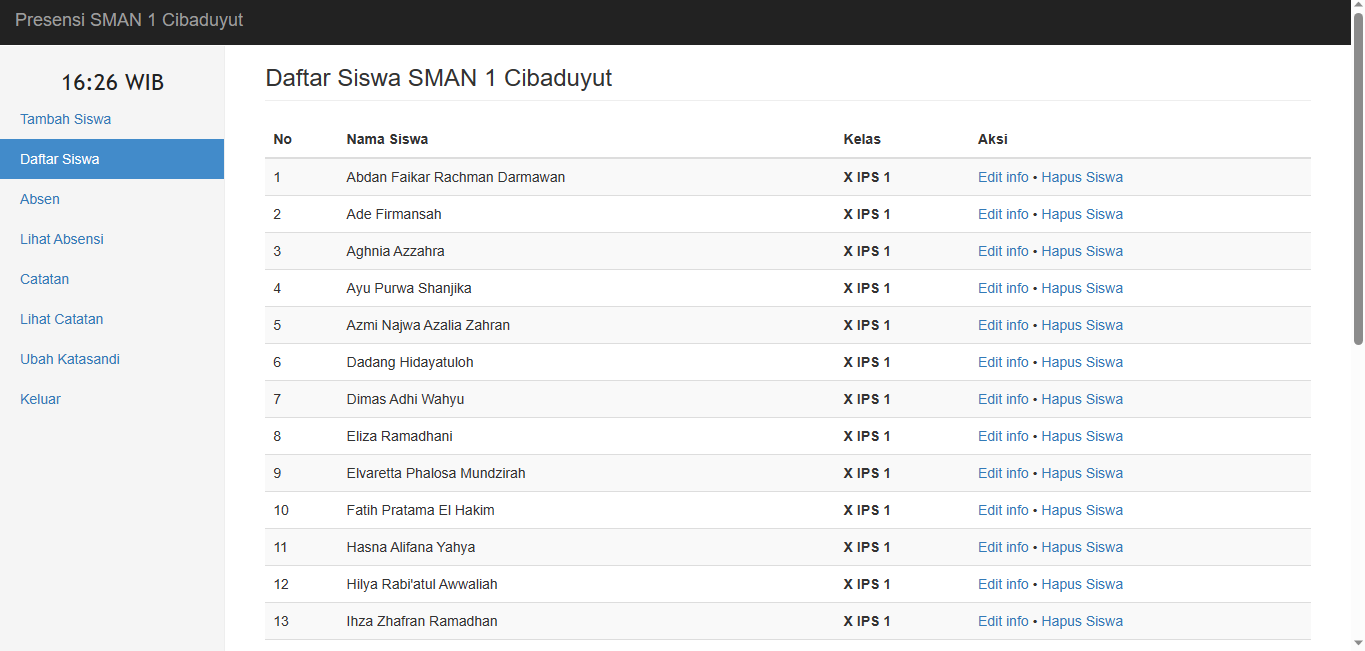 Presensi SMAN 1 Cibaduyut
16:26 WIB
Tambah Siswa
Daftar Siswa
Absen
Lihat Absensi
Catatan
Lihat Catatan
Ubah Katasandi
Keluar
Daftar Siswa SMAN 1 Cibaduyut
No Nama Siswa Kelas Aksi
1 Abdan Faikar Rachman Darmawan X IPS 1 Edit info • Hapus Siswa
2 Ade Firmansah X IPS 1 Edit info • Hapus Siswa
3 Aghnia Azzahra X IPS 1 Edit info • Hapus Siswa
4 Ayu Purwa Shanjika X IPS 1 Edit info • Hapus Siswa
5 Azmi Najwa Azalia Zahran X IPS 1 Edit info • Hapus Siswa
6 Dadang Hidayatuloh X IPS 1 Edit info • Hapus Siswa
7 Dimas Adhi Wahyu X IPS 1 Edit info • Hapus Siswa
8 Eliza Ramadhani X IPS 1 Edit info • Hapus Siswa
9 Elvaretta Phalosa Mundzirah X IPS 1 Edit info • Hapus Siswa
10 Fatih Pratama El Hakim X IPS 1 Edit info • Hapus Siswa
11 Hasna Alifana Yahya X IPS 1 Edit info • Hapus Siswa
12 Hilya Rabi'atul Awwaliah X IPS 1 Edit info • Hapus Siswa
13 Ihza Zhafran Ramadhan X IPS 1 Edit info • Hapus Siswa